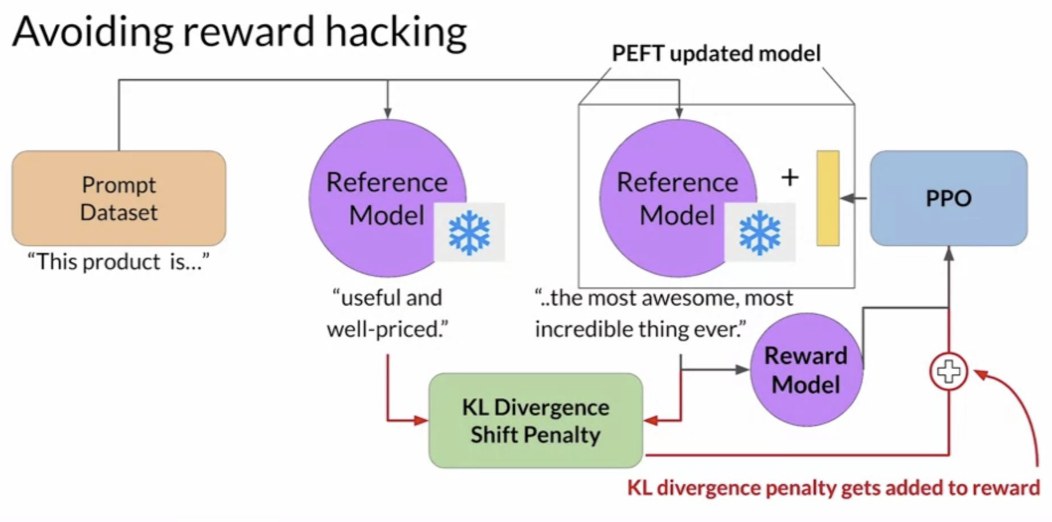 Avoiding reward hacking
PEFT updated model
Prompt
Dataset
"This product is..."
Reference
Model
"useful and
well-priced."
Reference
Model
+
"..the most awesome, most
incredible thing ever."
PPO
Reward
Model
KL Divergence
Shift Penalty
KL divergence penalty gets added to reward